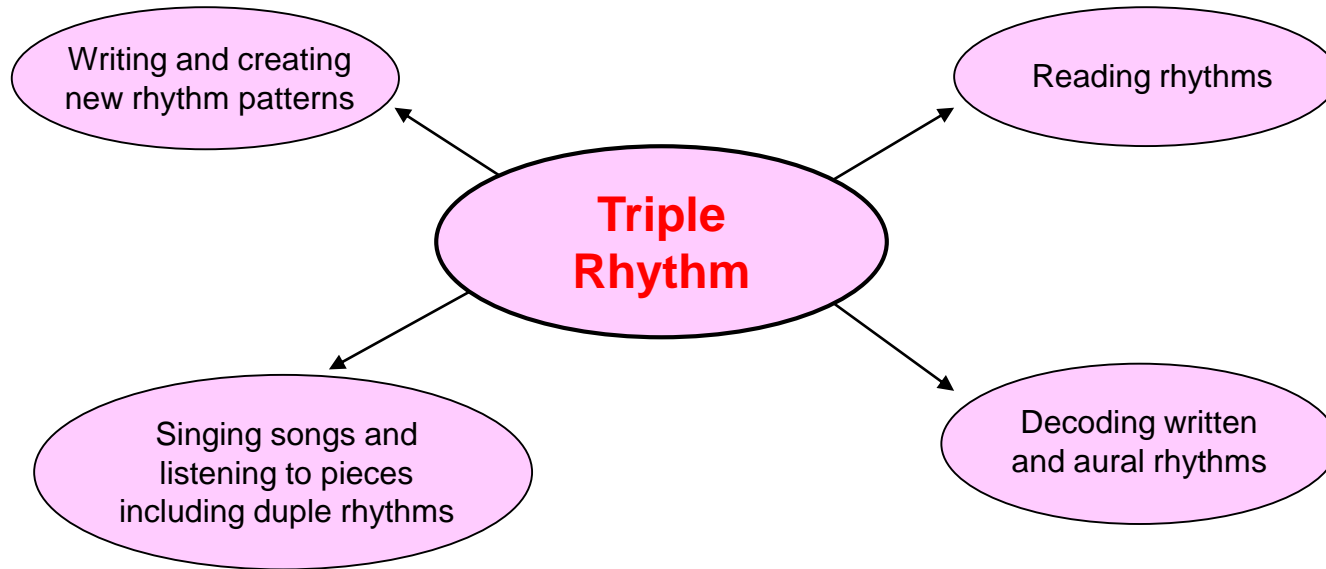 Writing and creating
new rhythm patterns
Reading rhythms
Triple
Rhythm
Singing songs and
listening to pieces
including duple rhythms
Decoding written
and aural rhythms